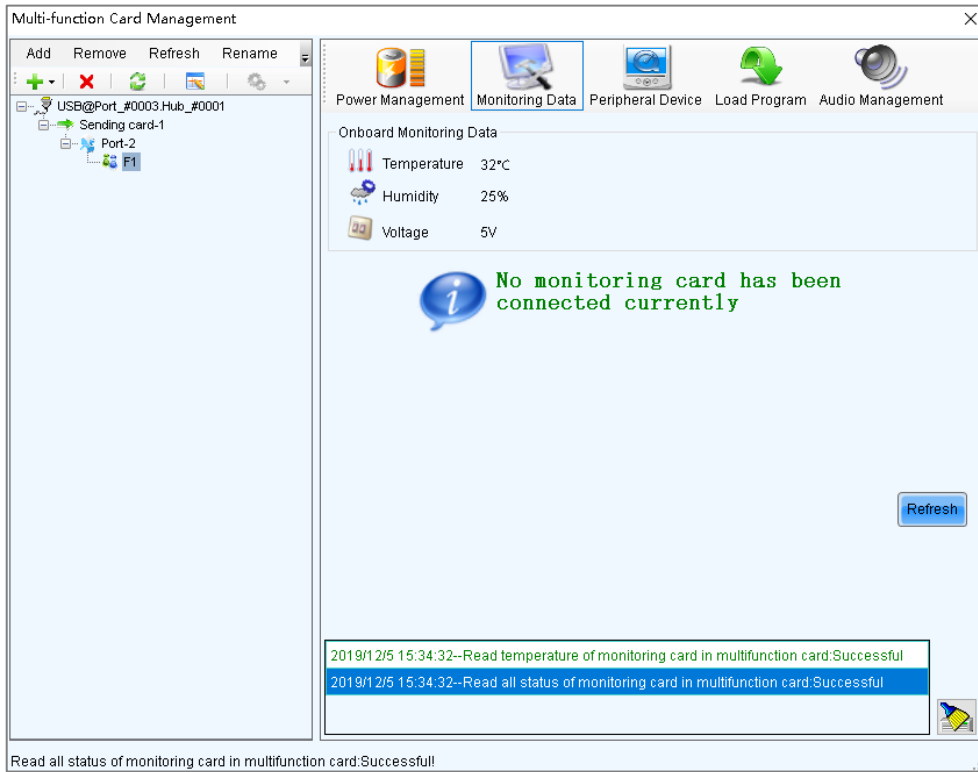 Multi-function Card Management
Add Remove Refresh Rename
USB@Port_#0003.Hub_#0001
Sending card-1
Port-2
F1
Power Management Monitoring Data Peripheral Device Load Program Audio Management
Onboard Monitoring Data
Temperature 32℃
Humidity 25%
Voltage 5V
No monitoring card has been
connected currently
Refresh
2019/12/5 15:34:32--Read temperature of monitoring card in multifunction card:Successful
2019/12/5 15:34:32--Read all status of monitoring card in multifunction card:Successful
Read all status of monitoring card in multifunction card:Successful!